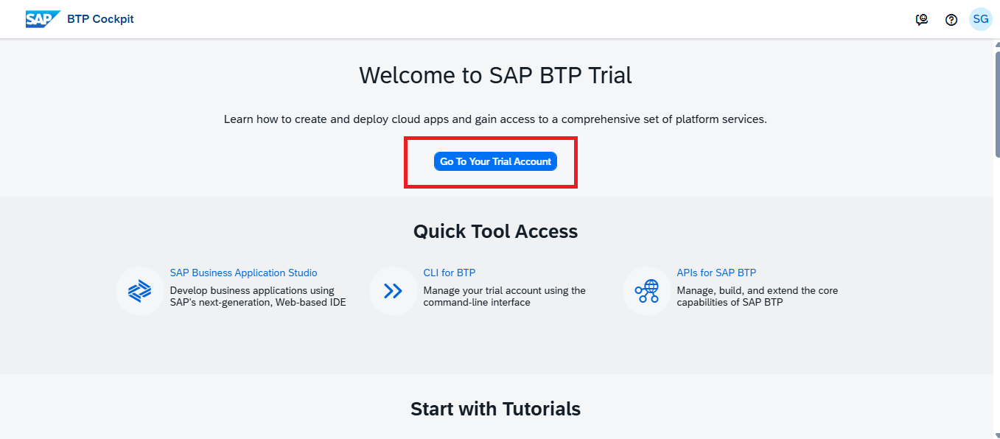 SAP BTP Cockpit
SG
Welcome to SAP BTP Trial
Learn how to create and deploy cloud apps and gain access to a comprehensive set of platform services.
Go To Your Trial Account
Quick Tool Access
SAP Business Application Studio
Develop business applications using
SAP's next-generation, Web-based IDE
CLI for BTP
Manage your trial account using the
command-line interface
APIs for SAP BTP
Manage, build, and extend the core
capabilities of SAP BTP
Start with Tutorials